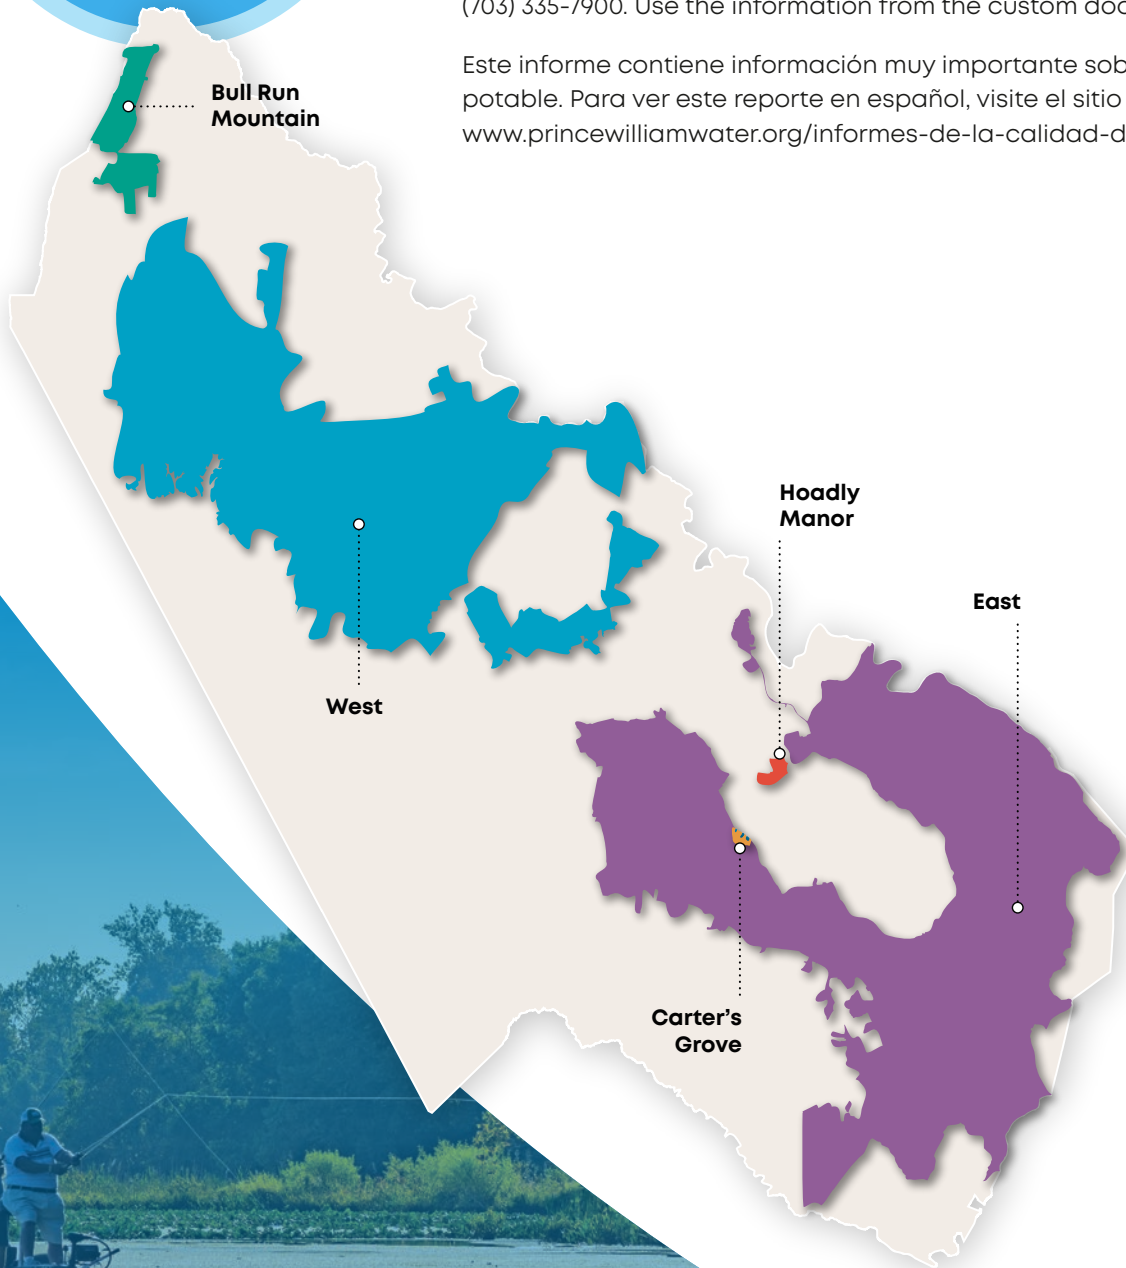 (703) 335-7900. Use the information from the custom
Este informe contiene información muy importante
potable. Para ver este reporte en español, visite el sitio
www.princewilliamwater.org/informes-de-la-calidad-d
Bull Run
Mountain
Hoadly
Manor
East
West
Carter's
Grove